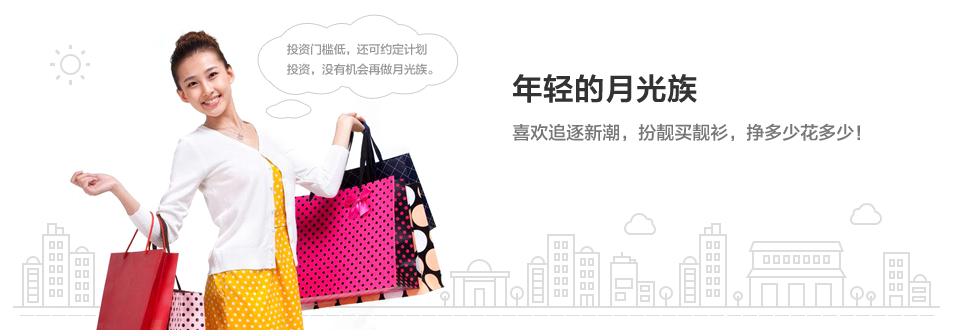 投资门槛低，还可约定计划
投资，没有机会再做月光族。
年轻的月光族
喜欢追逐新潮，扮靓买靓衫，挣多少花多少！